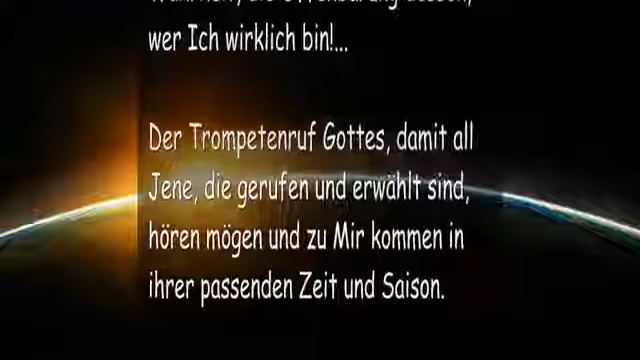 wer Ich wirklich bin!...
Der Trompetenruf Gottes, damit all
Jene, die gerufen und erwählt sind,
hören mögen und zu Mir kommen in
ihrer passenden Zeit und Saison.